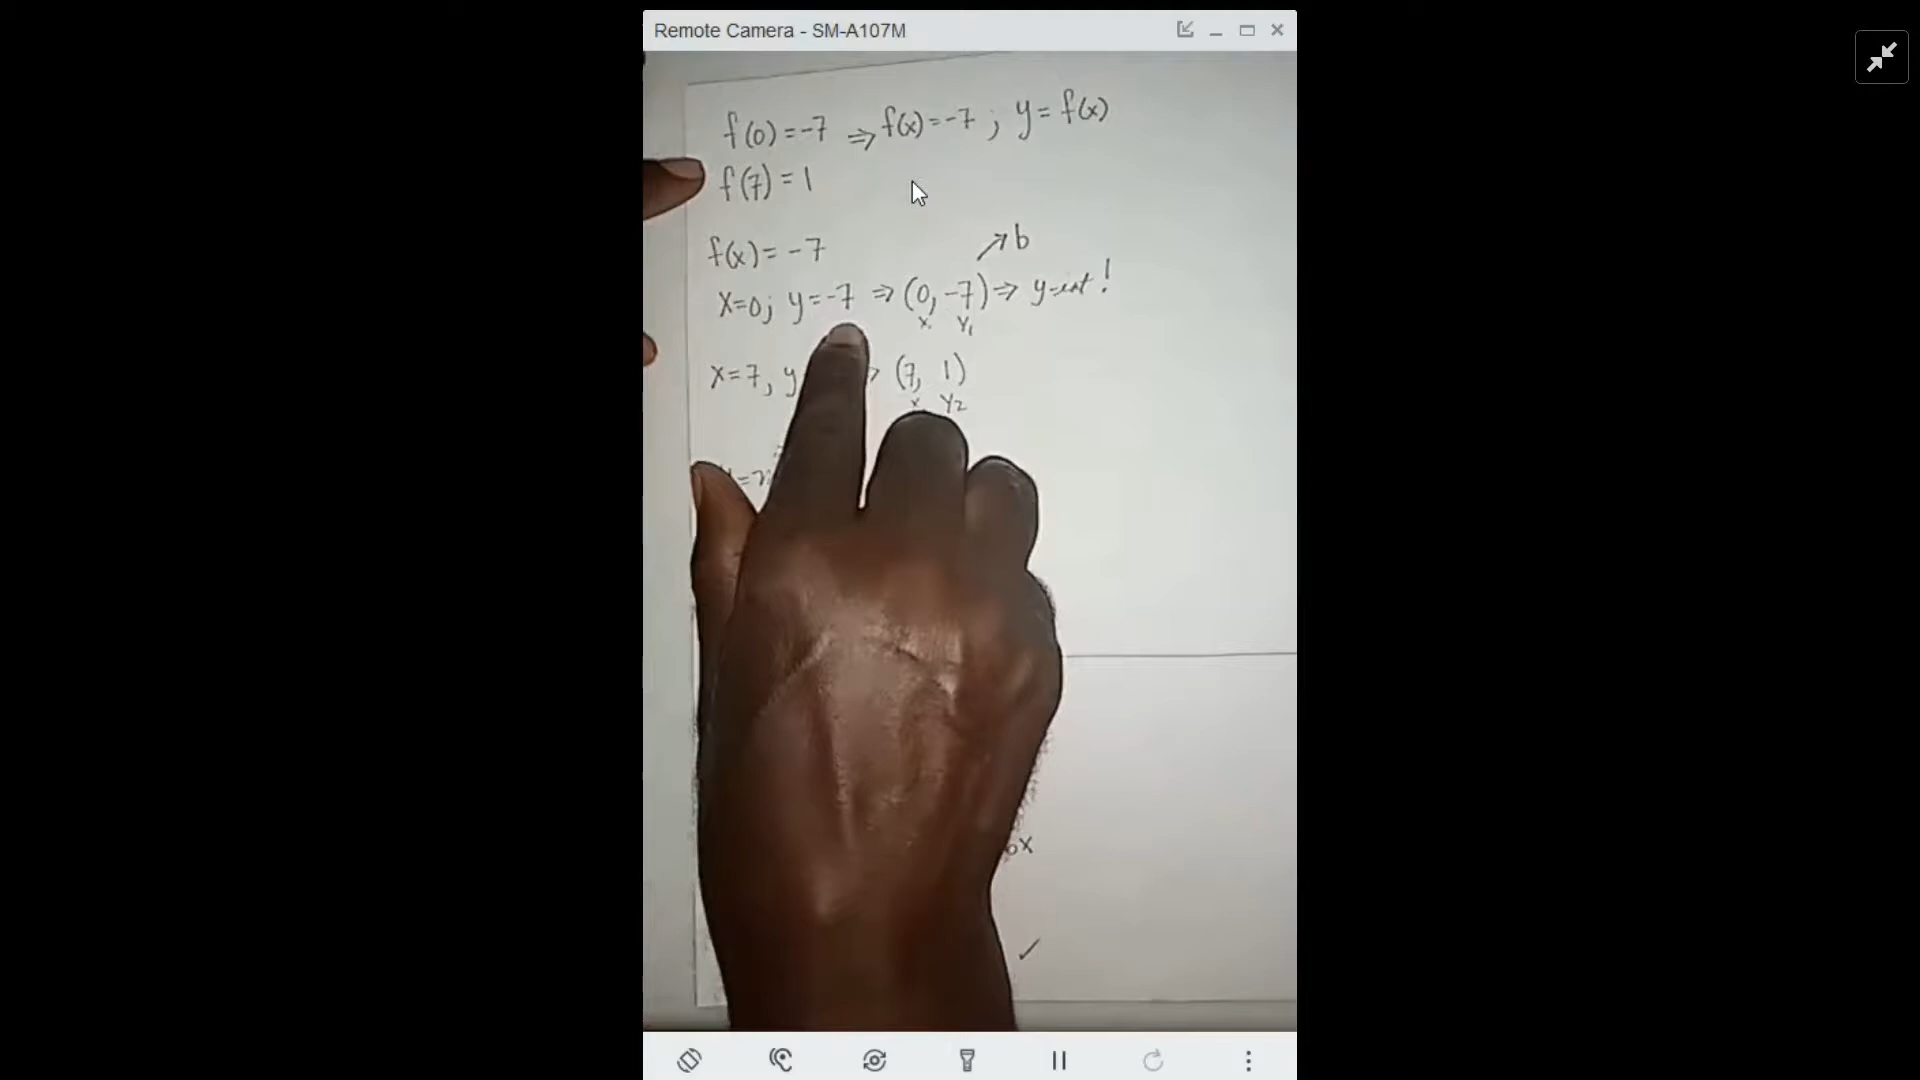 Remote Camera - SM-A107M
f(0) = -7 ⇒ f(x) = -7 ; y = f(x)
f(7) = 1
f(x) = -7
↗ b
x=0; y=-7 ⇒ (0, -7) ⇒ y-int!
x y₁
x=7, y (7, 1)
x y₂
x
✓